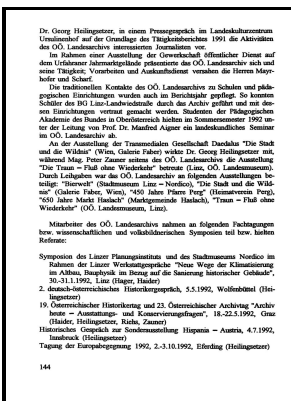 Dr. Georg Heilingsetzer, in einem Pressegespräch im Landeskulturzentrum
Ursulinenhof auf der Grundlage des Tätigkeitsberichtes 1991 die Aktivitäten
des OÖ. Landesarchivs interessierten Journalisten vor.
Im Rahmen einer Ausstellung der Gewerkschaft öffentlicher Dienst auf
dem Urfahraner Jahrmarktgelände präsentierte das OÖ. Landesarchiv sich und
seine Tätigkeit; Vorarbeiten und Auskunftsdienst versahen die Herren Mayr-
hofer und Scharf.
Die traditionellen Kontakte des OÖ. Landesarchivs zu Schulen und päda-
gogischen Einrichtungen wurden auch im Berichtsjahr gepflegt. So konnten
Schüler des BG Linz-Landwiedstraße durch das Archiv geführt und mit des-
sen Einrichtungen vertraut gemacht werden. Studenten der Pädagogischen
Akademie des Bundes in Oberösterreich hielten im Sommersemester 1992 un-
ter der Leitung von Prof. Dr. Manfred Aigner ein landeskundliches Seminar
im OÖ. Landesarchiv ab.
An der Ausstellung der Transmedialen Gesellschaft Daedalus "Die Stadt
und die Wildnis" (Wien, Galerie Faber) wirkte Dr. Georg Heilingsetzer mit,
während Mag. Peter Zauner seitens des OÖ. Landesarchivs die Ausstellung
"Die Traun – Fluß ohne Wiederkehr" betreute (Linz, OÖ. Landesmuseum).
Durch Leihgaben war das OÖ. Landesarchiv an folgenden Ausstellungen be-
teiligt: "Bierwelt" (Stadtmuseum Linz – Nordico), "Die Stadt und die Wild-
nis" (Galerie Faber, Wien), "450 Jahre Pfarre Perg" (Heimatverein Perg),
"650 Jahre Markt Haslach" (Marktgemeinde Haslach), "Traun – Fluß ohne
Wiederkehr" (OÖ. Landesmuseum, Linz).
Mitarbeiter des OÖ. Landesarchivs nahmen an folgenden Fachtagungen
bzw. wissenschaftlichen und volksbildnerischen Symposien teil bzw. hielten
Referate:
Symposion des Linzer Planungsinstituts und des Stadtmuseums Nordico im
Rahmen der Linzer Werkstattgespräche "Neue Wege der Klimatisierung
im Altbau, Bauphysik im Bezug auf die Sanierung historischer Gebäude",
30.-31.1.1992, Linz (Hager, Haider)
2. deutsch-österreichisches Historikergespräch, 5.5.1992, Wolfenbüttel (Hei-
lingsetzer)
19. Österreichischer Historikertag und 23. Österreichischer Archivtag "Archiv
heute – Ausstattungs- und Konservierungsfragen", 18.-22.5.1992, Graz
(Haider, Heilingsetzer, Riehs, Zauner)
Historisches Gespräch zur Sonderausstellung Hispania – Austria, 4.7.1992,
Innsbruck (Heilingsetzer)
Tagung der Europabegegnung 1992, 2.-3.10.1992, Eferding (Heilingsetzer)
144